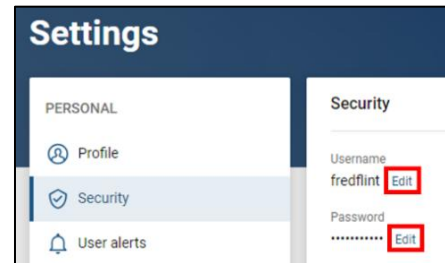 Settings
PERSONAL
Profile
Security
User alerts
Security
Username
fredflint Edit
Password
••••••••••• Edit